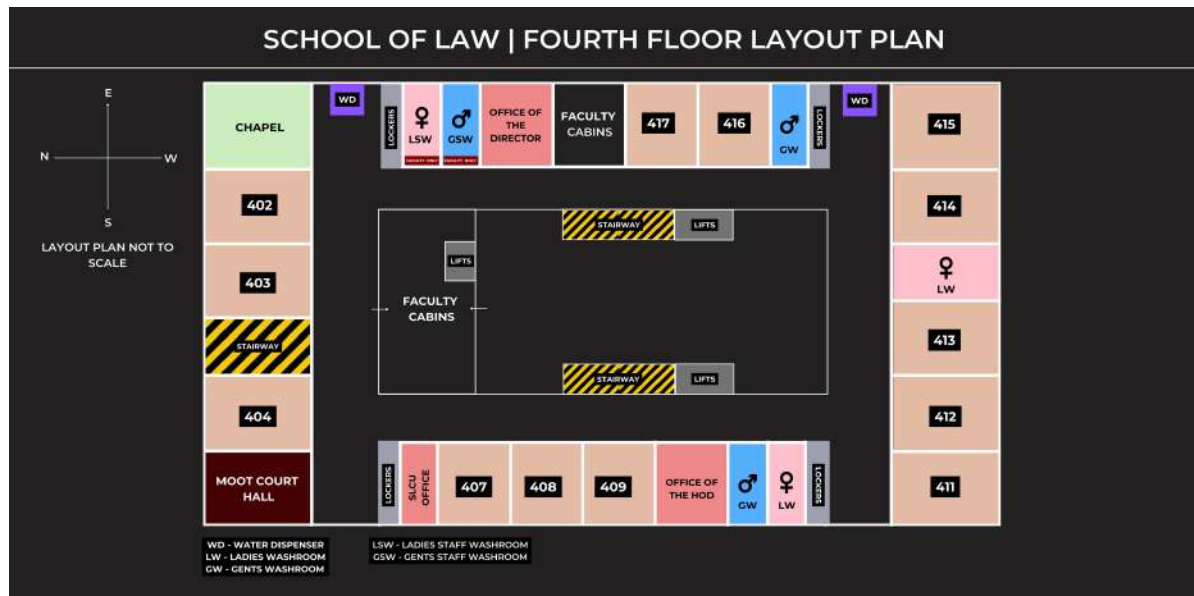 SCHOOL OF LAW | FOURTH FLOOR LAYOUT PLAN
E
N
W
S
LAYOUT PLAN NOT TO
SCALE
CHAPEL
WD
LOCKERS
LSW
FACULTY ONLY
GSW
FACULTY ONLY
OFFICE OF
THE
DIRECTOR
FACULTY
CABINS
417
416
GW
LOCKERS
WD
415
402
414
403
LW
STAIRWAY
413
404
412
MOOT COURT
HALL
411
STAIRWAY
LIFTS
LIFTS
FACULTY
CABINS
STAIRWAY
LIFTS
LOCKERS
SLCU
OFFICE
407
408
409
OFFICE OF
THE HOD
GW
LW
LOCKERS
WD - WATER DISPENSER
LW - LADIES WASHROOM
GW - GENTS WASHROOM
LSW - LADIES STAFF WASHROOM
GSW - GENTS STAFF WASHROOM